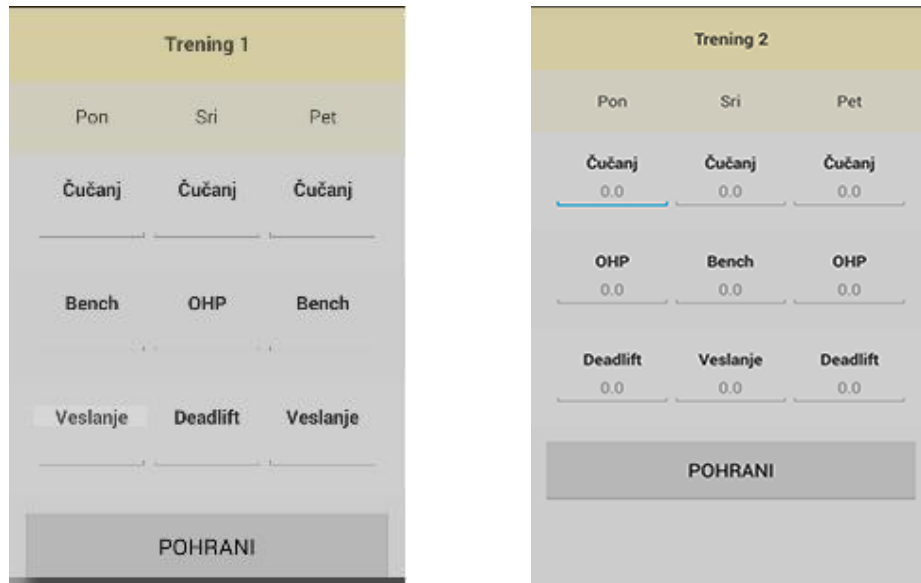 Trening 1
Pon Sri Pet
Čučanj Čučanj Čučanj
Bench OHP Bench
Veslanje Deadlift Veslanje
POHRANI
Trening 2
Pon Sri Pet
Čučanj Čučanj Čučanj
0.0 0.0 0.0
OHP Bench OHP
0.0 0.0 0.0
Deadlift Veslanje Deadlift
0.0 0.0 0.0
POHRANI